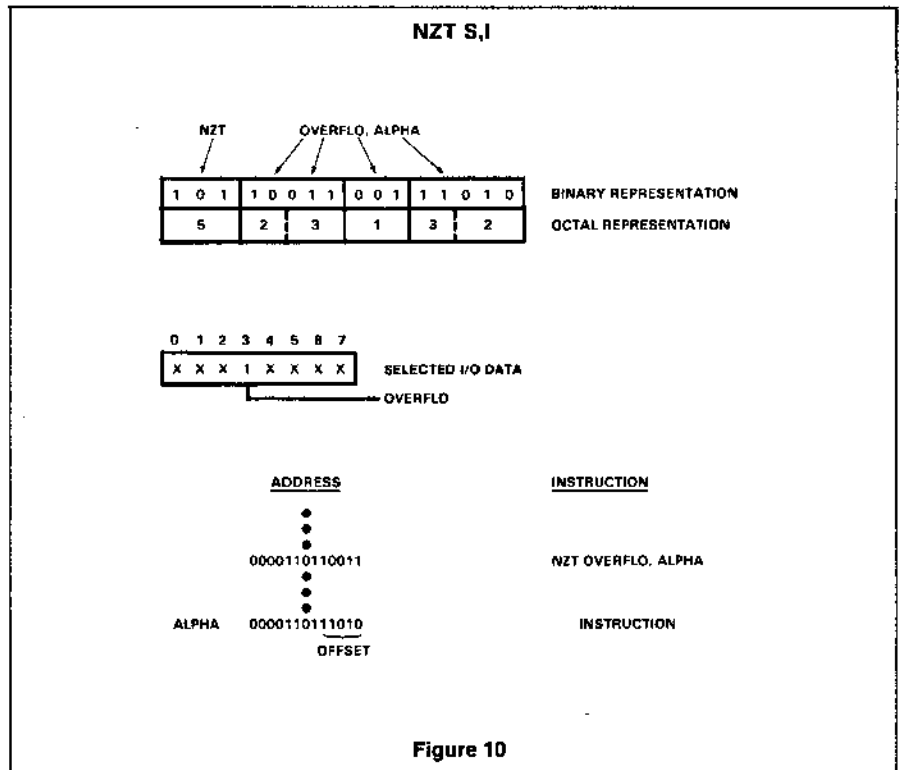 NZT S,I
NZT OVERFLO, ALPHA
1 0 1 1 0 0 1 1 0 0 1 1 1 0 1 0 BINARY REPRESENTATION
5 2 3 1 3 2 OCTAL REPRESENTATION
0 1 2 3 4 5 6 7
X X X 1 X X X X SELECTED I/O DATA
OVERFLO
ADDRESS INSTRUCTION
0000110110011 NZT OVERFLO, ALPHA
ALPHA 0000110111010 INSTRUCTION
OFFSET
Figure 10